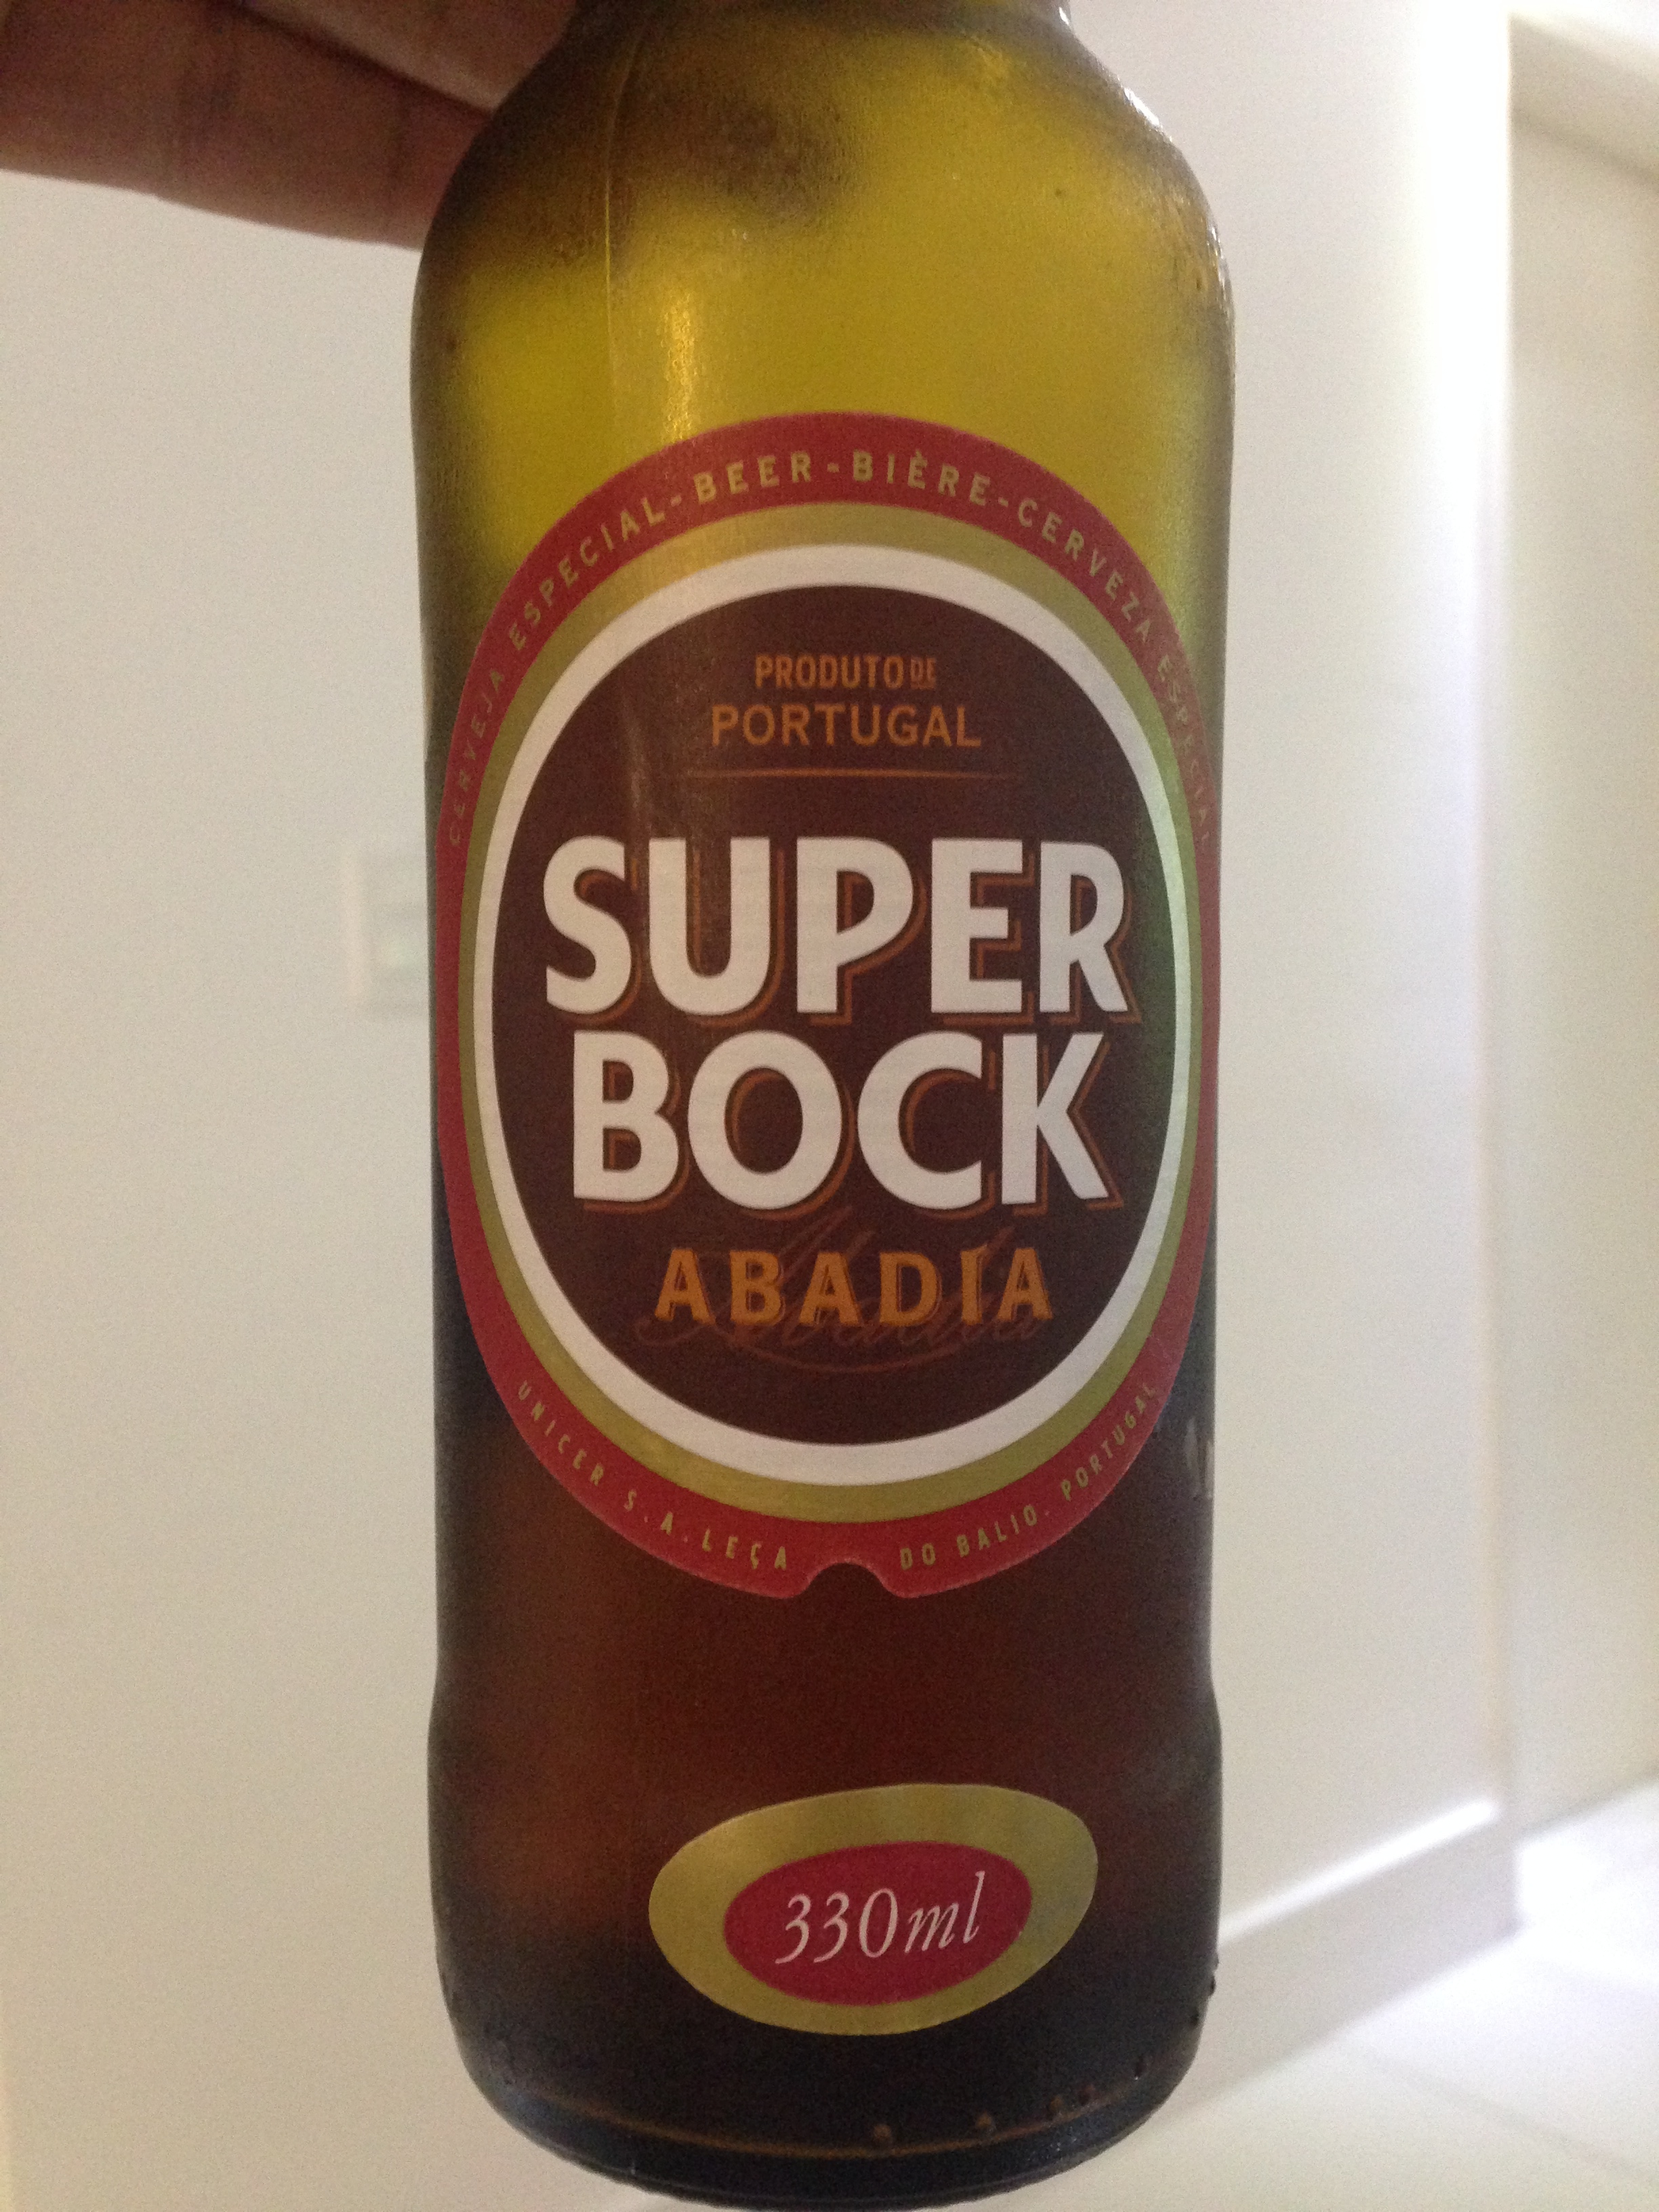 CERVEJA ESPECIAL-BEER-BIÈRE-CERVEZA ESPECIAL
PRODUTO DE
PORTUGAL
SUPER
BOCK
ABADIA
UNICER S.A. LEÇA DO BALIO. PORTUGAL
330ml